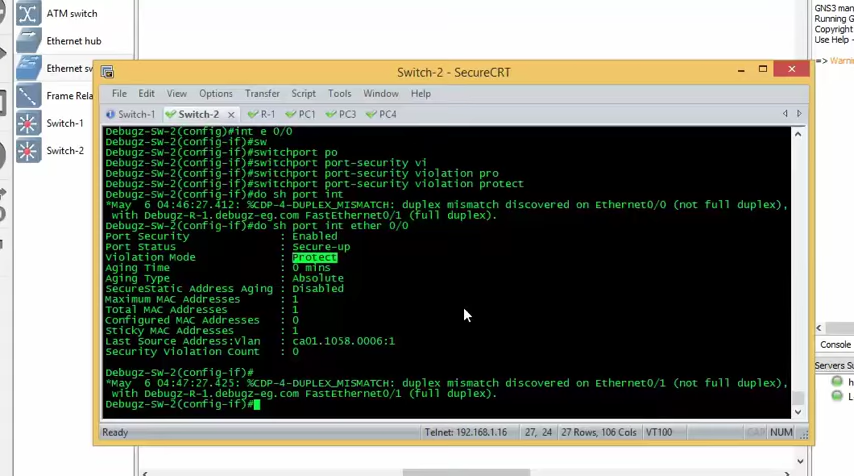 ATM switch
Ethernet hub
Ethernet sw
Frame Rela
Switch-1
Switch-2
GNS3 man
Running G
Copyright
Use Help -
=> Warnin
Switch-2 - SecureCRT
File Edit View Options Transfer Script Tools Window Help
Switch-1 Switch-2 R-1 PC1 PC3 PC4
Debugz-SW-2(config)#int e 0/0
Debugz-SW-2(config-if)#sw
Debugz-SW-2(config-if)#switchport po
Debugz-SW-2(config-if)#switchport port-security vi
Debugz-SW-2(config-if)#switchport port-security violation pro
Debugz-SW-2(config-if)#switchport port-security violation protect
Debugz-SW-2(config-if)#do sh port int
*May  6 04:46:27.412: %CDP-4-DUPLEX_MISMATCH: duplex mismatch discovered on Ethernet0/0 (not full duplex),
with Debugz-R-1.debugz-eg.com FastEthernet0/1 (full duplex).
Debugz-SW-2(config-if)#do sh port int ether 0/0
Port Security : Enabled
Port Status : Secure-up
Violation Mode : Protect
Aging Time : 0 mins
Aging Type : Absolute
SecureStatic Address Aging : Disabled
Maximum MAC Addresses : 1
Total MAC Addresses : 1
Configured MAC Addresses : 0
Sticky MAC Addresses : 1
Last Source Address:Vlan : ca01.1058.0006:1
Security Violation Count : 0
Debugz-SW-2(config-if)#
*May  6 04:47:27.425: %CDP-4-DUPLEX_MISMATCH: duplex mismatch discovered on Ethernet0/1 (not full duplex),
with Debugz-R-1.debugz-eg.com FastEthernet0/1 (full duplex).
Debugz-SW-2(config-if)#
Ready Telnet: 192.168.1.16 27, 24 27 Rows, 106 Cols VT100 CAP NUM
Console
Servers Su
h
L